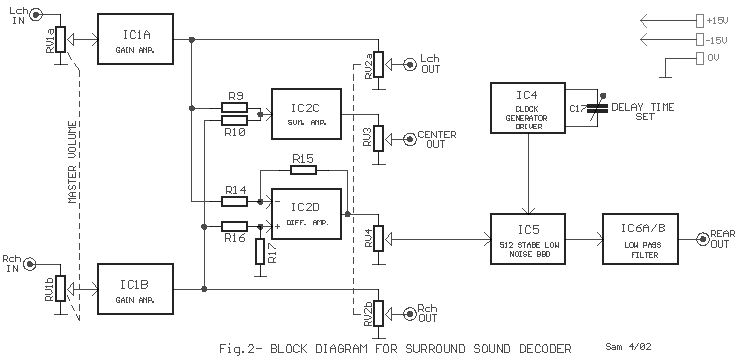 Lch
IN
RV1a
IC1A
GAIN AMP.
+15V
-15V
0V
RV2a
Lch
OUT
R9
R10
IC2C
SUM. AMP.
RV3
CENTER
OUT
IC4
CLOCK
GENERATOR
DRIVER
C17
DELAY TIME
SET
MASTER VOLUME
R15
R14
R16
R17
-
+
IC2D
DIFF. AMP.
RV4
IC5
512 STABE LOW
NOISE BBD
IC6A/B
LOW PASS
FILTER
REAR
OUT
Rch
IN
RV1b
IC1B
GAIN AMP.
RV2b
Rch
OUT
Fig.2- BLOCK DIAGRAM FOR SURROUND SOUND DECODER
Sam 4/02